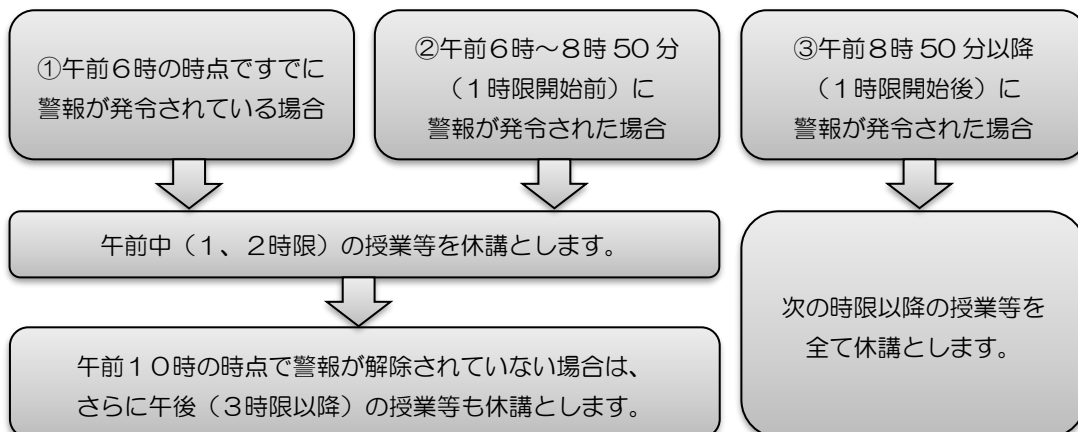 ①午前６時の時点ですでに
警報が発令されている場合
②午前６時～８時 50 分
（１時限開始前）に
警報が発令された場合
③午前８時 50 分以降
（１時限開始後）に
警報が発令された場合
午前中（１、２時限）の授業等を休講とします。
午前１０時の時点で警報が解除されていない場合は、
さらに午後（３時限以降）の授業等も休講とします。
次の時限以降の授業等を
全て休講とします。